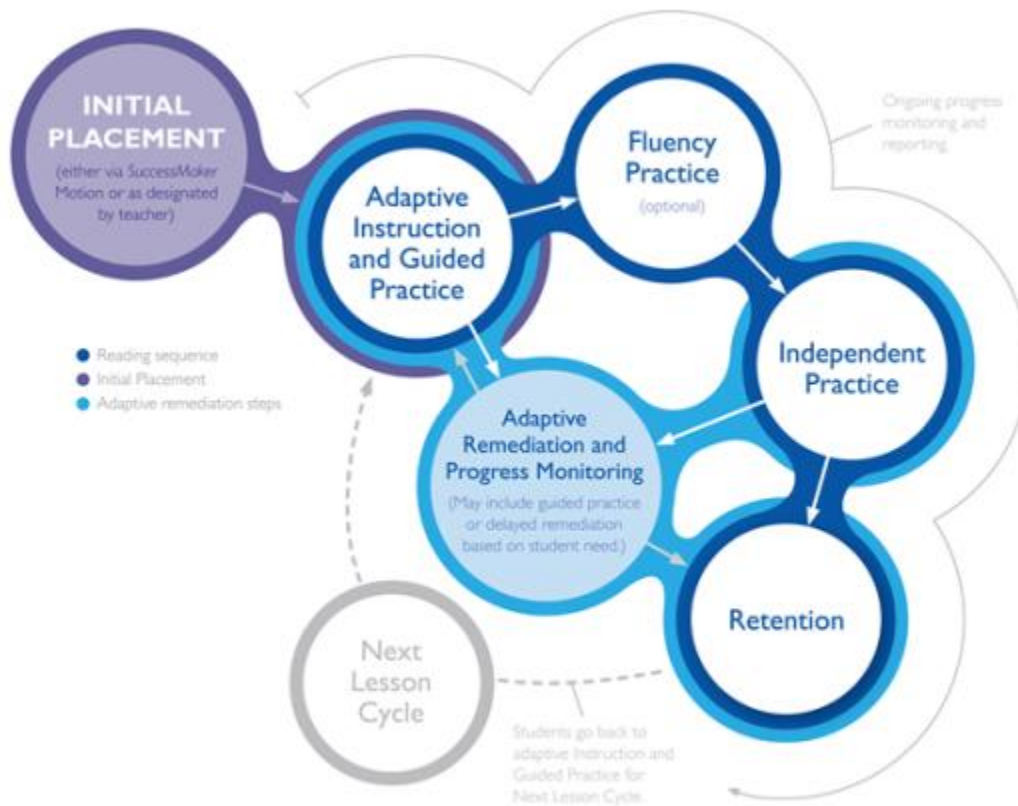 INITIAL
PLACEMENT
(either via SuccessMaker
Motion or as designated
by teacher)
Adaptive
Instruction
and Guided
Practice
Fluency
Practice
(optional)
Ongoing progress
monitoring and
reporting.
Independent
Practice
Reading sequence
Initial Placement
Adaptive remediation steps
Adaptive
Remediation and
Progress Monitoring
(May include guided practice
or delayed remediation
based on student need.)
Retention
Next
Lesson
Cycle
Students go back to
adaptive Instruction and
Guided Practice for
Next Lesson Cycle.